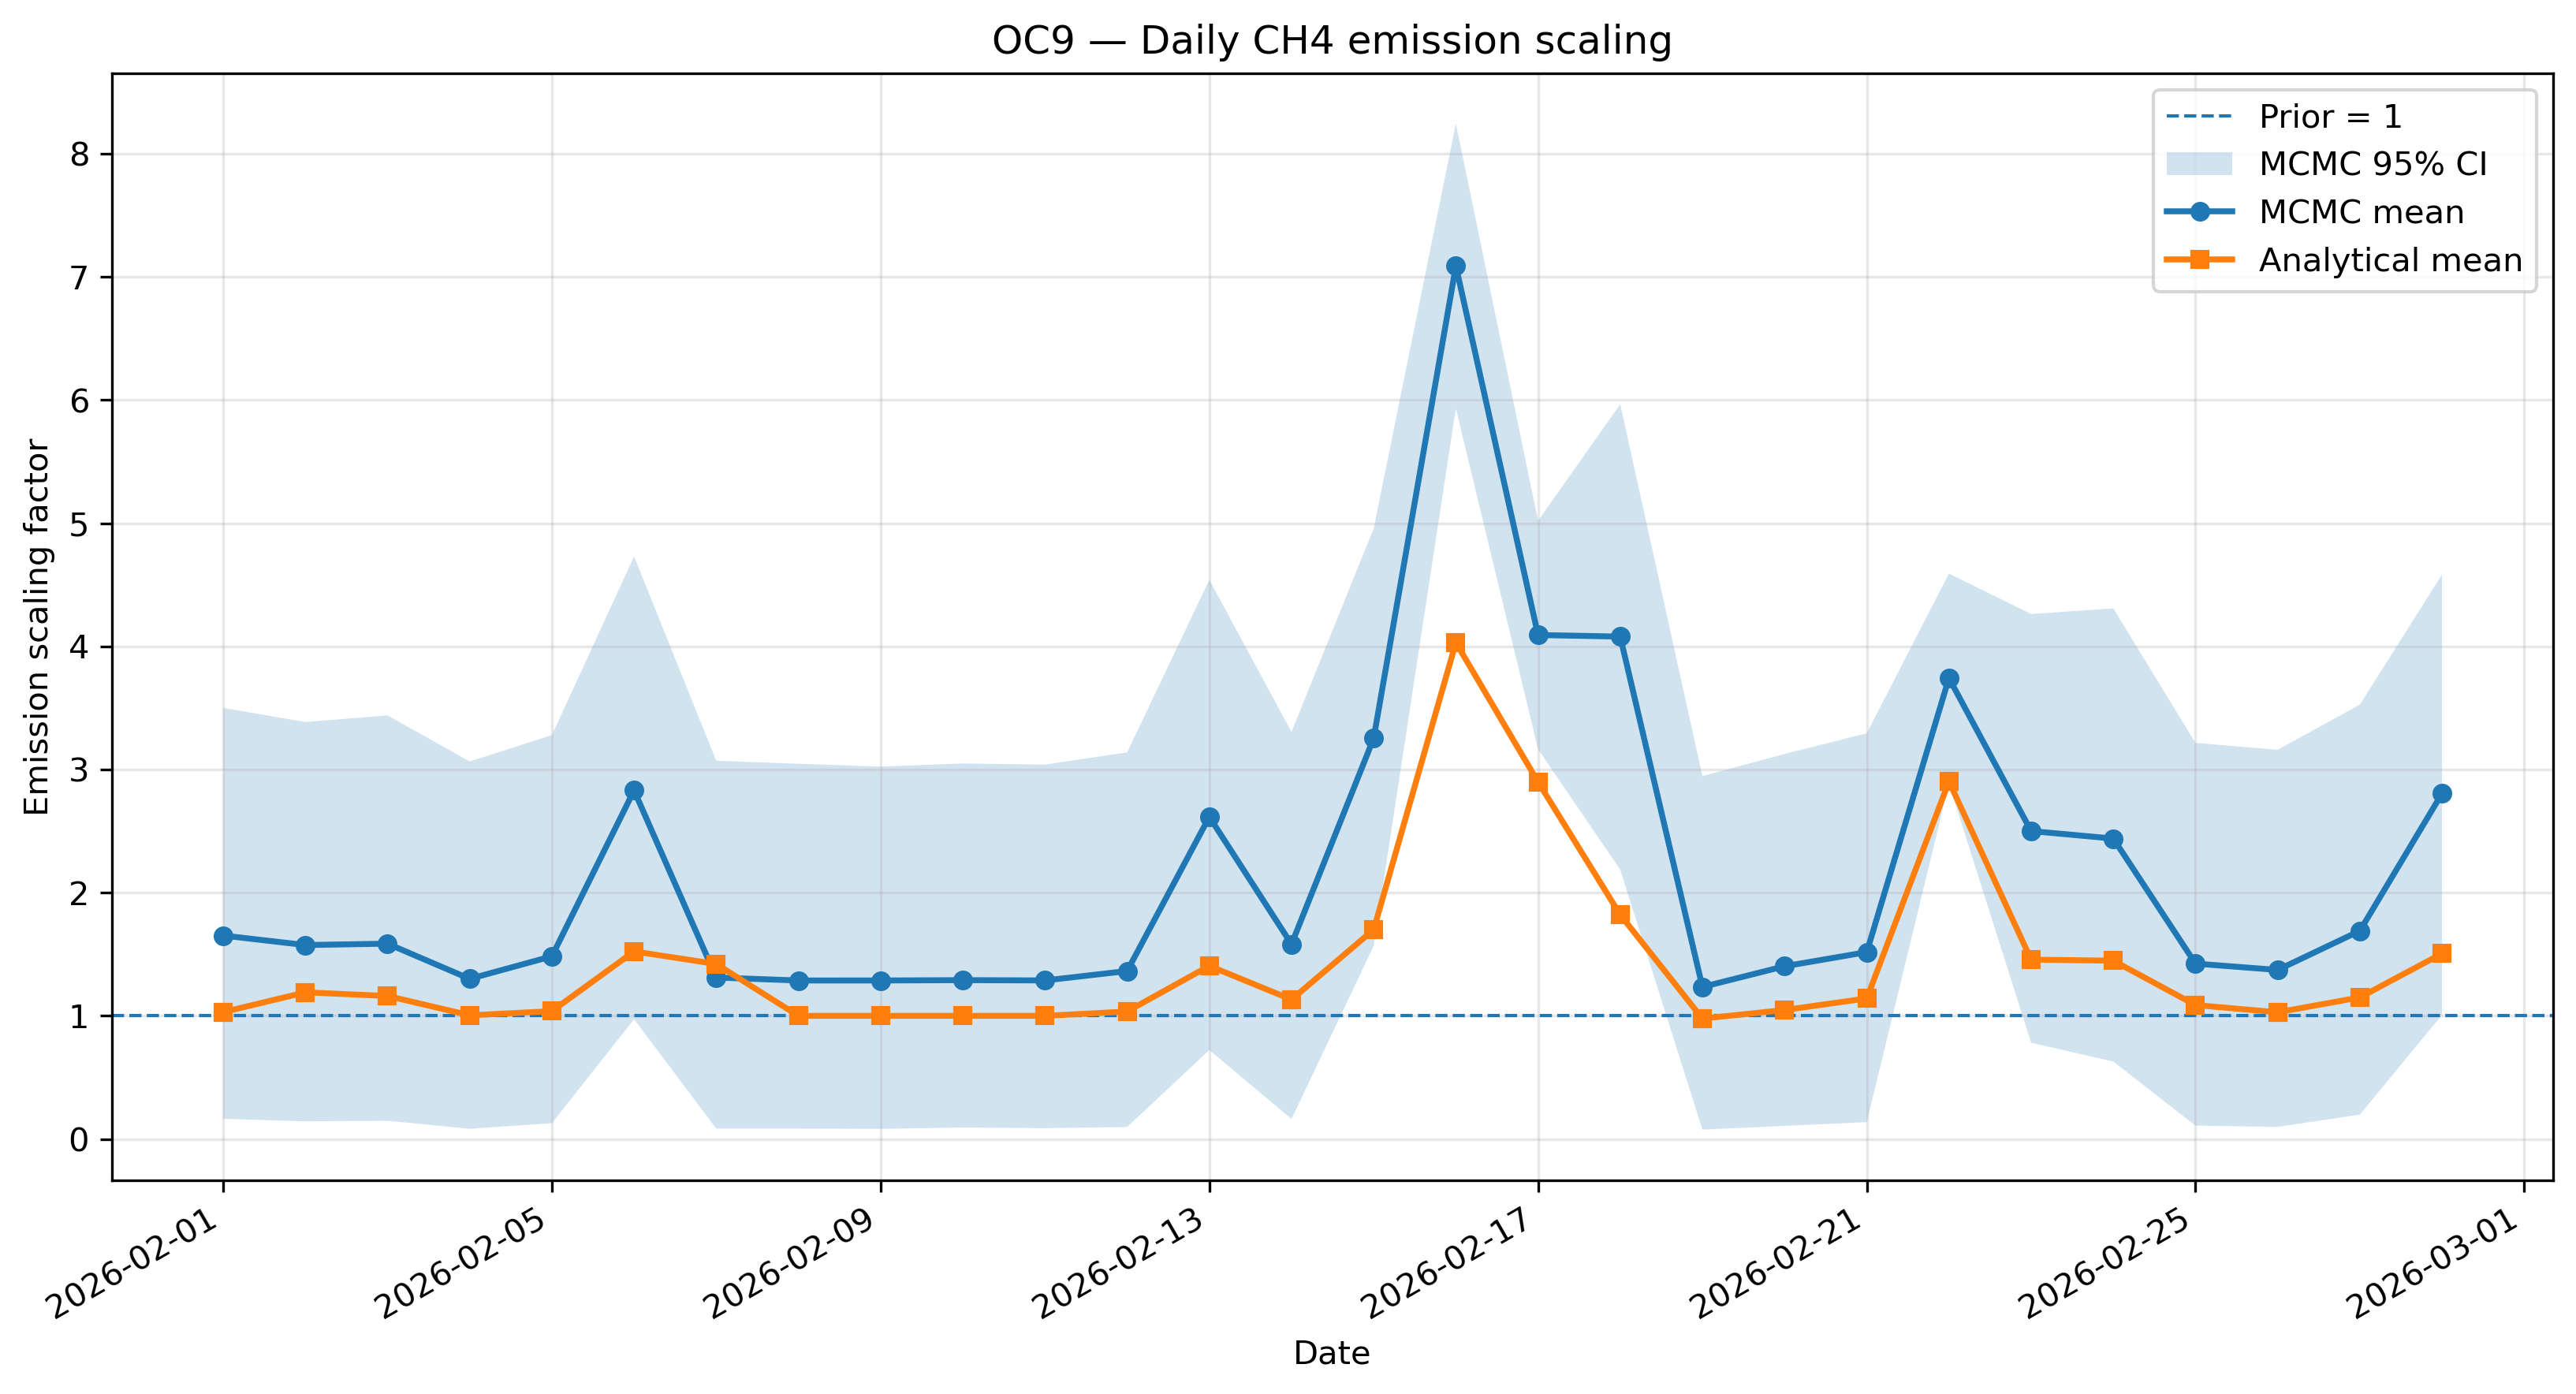 OC9 — Daily CH4 emission scaling
Prior = 1
MCMC 95% CI
MCMC mean
Analytical mean
Emission scaling factor
8
7
6
5
4
3
2
1
0
2026-02-01
2026-02-05
2026-02-09
2026-02-13
2026-02-17
2026-02-21
2026-02-25
2026-03-01
Date